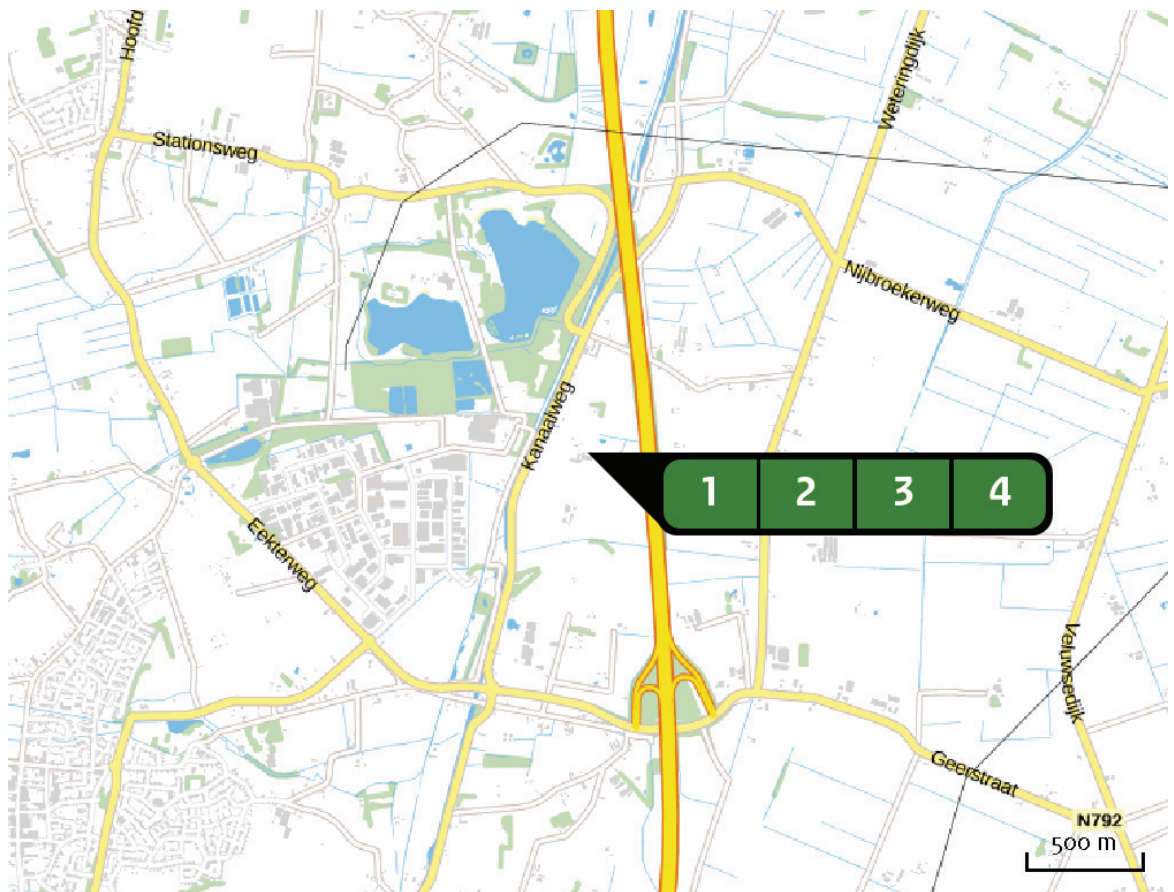 Hoofd
Weteringdijk
Stationsweg
Nijbroekerweg
Kanaalweg
1 2 3 4
Eekterweg
Veluwsedijk
Geerstraat
N792
500 m